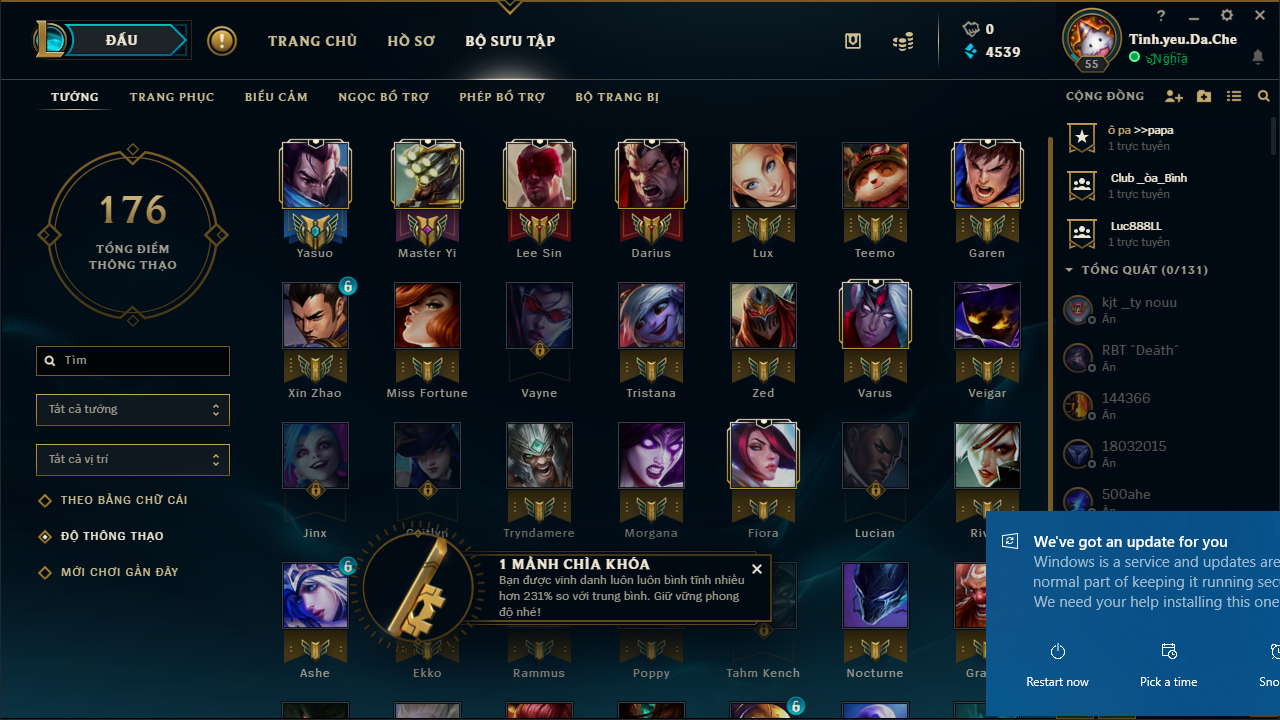 ĐẤU
TRANG CHỦ
HỒ SƠ
BỘ SƯU TẬP
0
4539
?
55
Tinh.yeu.Da.Che
TƯỚNG
TRANG PHỤC
BIỂU CẢM
NGỌC BỔ TRỢ
PHÉP BỔ TRỢ
BỘ TRANG BỊ
CỘNG ĐỒNG
176
TỔNG ĐIỂM
THÔNG THẠO
Tìm
Tất cả tướng
Tất cả vị trí
THEO BẢNG CHỮ CÁI
ĐỘ THÔNG THẠO
MỚI CHƠI GẦN ĐÂY
Yasuo
Master Yi
Lee Sin
Darius
Lux
Teemo
Garen
6
Xin Zhao
Miss Fortune
Vayne
Tristana
Zed
Varus
Veigar
Jinx
Caitlyn
Tryndamere
Morgana
Fiora
Lucian
Riv
6
Ashe
Ekko
Rammus
Poppy
Tahm Kench
Nocturne
Gra
6
1 MẢNH CHÌA KHÓA
Bạn được vinh danh luôn luôn bình tĩnh nhiều
hơn 231% so với trung bình. Giữ vững phong
độ nhé!
ô pa >>papa
1 trực tuyến
Club _òa_Bình
1 trực tuyến
Luc888LL
1 trực tuyến
TỔNG QUÁT (0/131)
kjt _ty nouu
Ẩn
RBT ˆDeātħˆ
Ẩn
144366
Ẩn
18032015
Ẩn
500ahe
Ẩn
We've got an update for you
Windows is a service and updates are
normal part of keeping it running sec
We need your help installing this one
Restart now
Pick a time
Sno